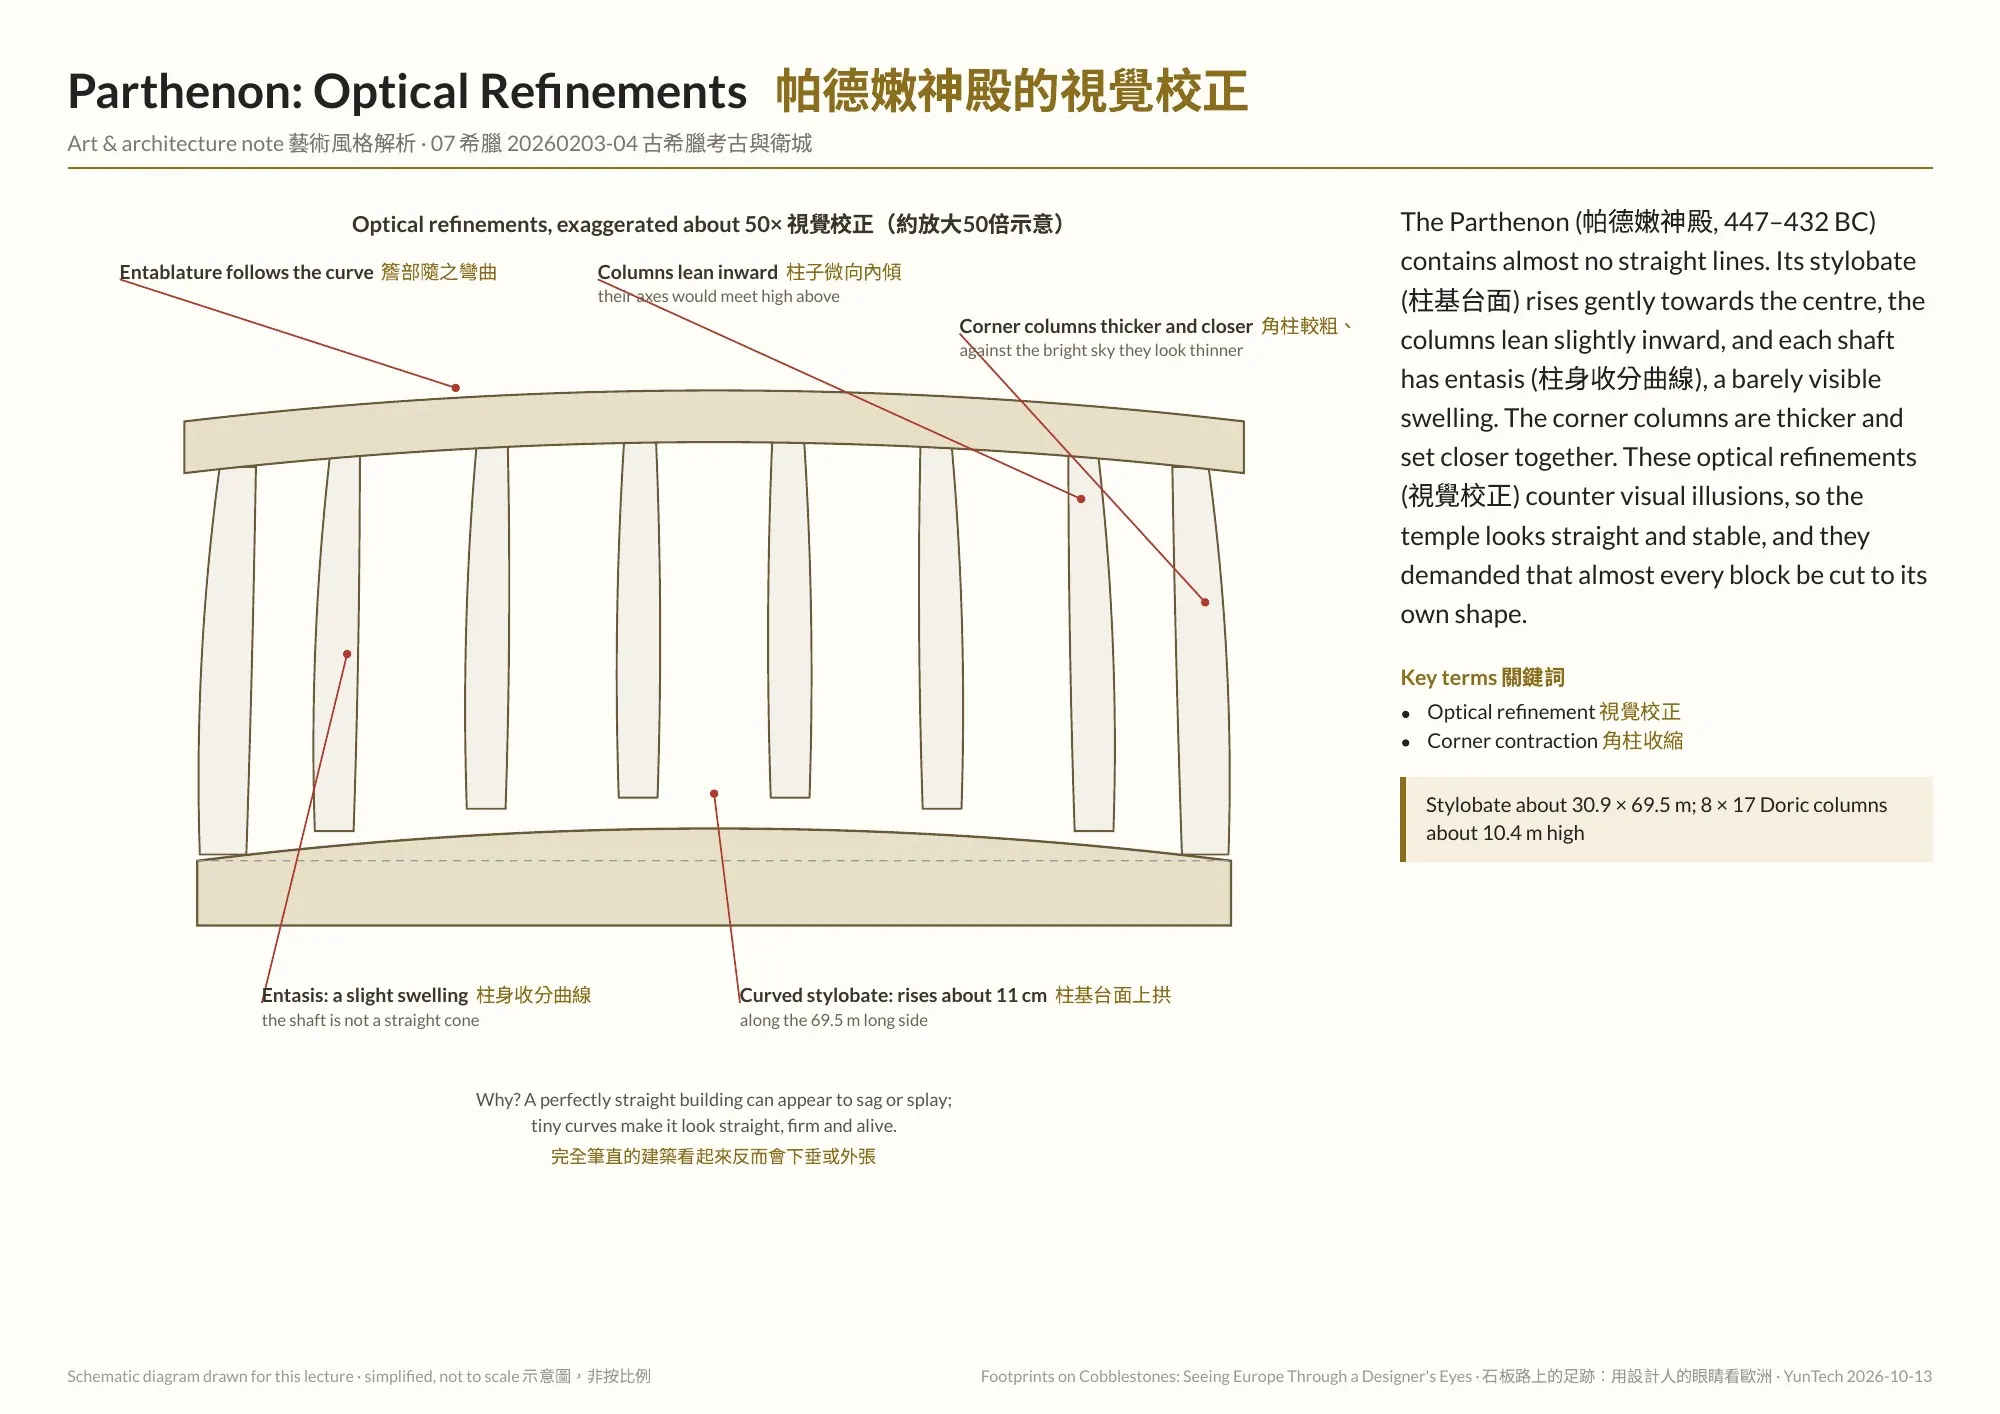 Parthenon: Optical Refinements 帕德嫩神殿的視覺校正
Art & architecture note 藝術風格解析 · 07 希臘 20260203-04 古希臘考古與衛城
Optical refinements, exaggerated about 50× 視覺校正（約放大50倍示意）
Entablature follows the curve 簷部隨之彎曲
Columns lean inward 柱子微向內傾
their axes would meet high above
Corner columns thicker and closer 角柱較粗、
against the bright sky they look thinner
Entasis: a slight swelling 柱身收分曲線
the shaft is not a straight cone
Curved stylobate: rises about 11 cm 柱基台面上拱
along the 69.5 m long side
Why? A perfectly straight building can appear to sag or splay;
tiny curves make it look straight, firm and alive.
完全筆直的建築看起來反而會下垂或外張
The Parthenon (帕德嫩神殿, 447–432 BC)
contains almost no straight lines. Its stylobate
(柱基台面) rises gently towards the centre, the
columns lean slightly inward, and each shaft
has entasis (柱身收分曲線), a barely visible
swelling. The corner columns are thicker and
set closer together. These optical refinements
(視覺校正) counter visual illusions, so the
temple looks straight and stable, and they
demanded that almost every block be cut to its
own shape.
Key terms 關鍵詞
• Optical refinement 視覺校正
• Corner contraction 角柱收縮
Stylobate about 30.9 × 69.5 m; 8 × 17 Doric columns
about 10.4 m high
Schematic diagram drawn for this lecture · simplified, not to scale 示意圖，非按比例
Footprints on Cobblestones: Seeing Europe Through a Designer's Eyes · 石板路上的足跡：用設計人的眼睛看歐洲 · YunTech 2026-10-13